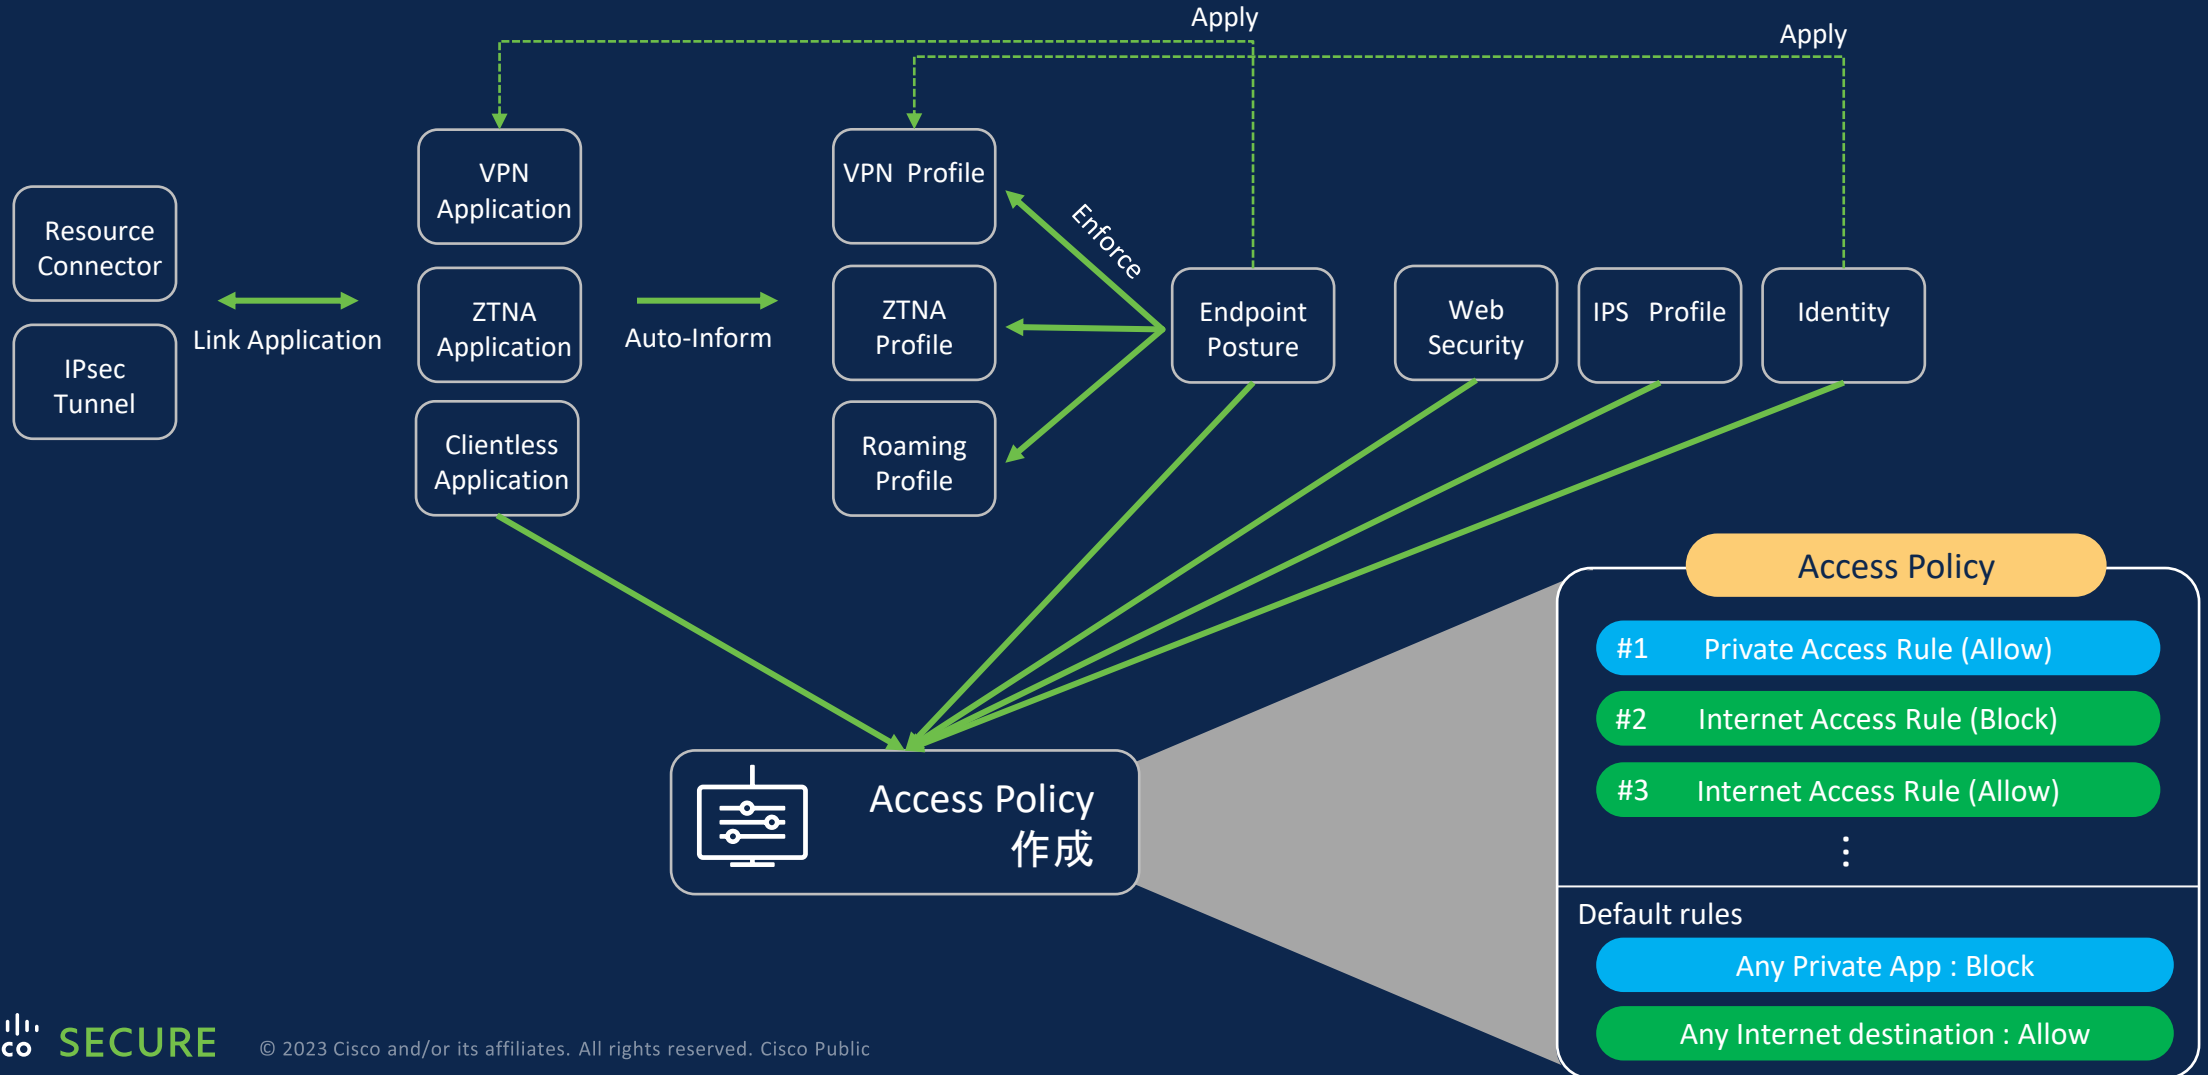 Apply
Apply
VPN
Application
VPN Profile
Resource
Connector
Enforce
ZTNA
Application
ZTNA
Profile
Endpoint
Posture
Web
Security
IPS Profile
Identity
Link Application
Auto-Inform
IPsec
Tunnel
Clientless
Application
Roaming
Profile
Access Policy
#1 Private Access Rule (Allow)
#2 Internet Access Rule (Block)
#3 Internet Access Rule (Allow)
⋮
Access Policy
作成
Default rules
Any Private App : Block
Any Internet destination : Allow
co SECURE © 2023 Cisco and/or its affiliates. All rights reserved. Cisco Public